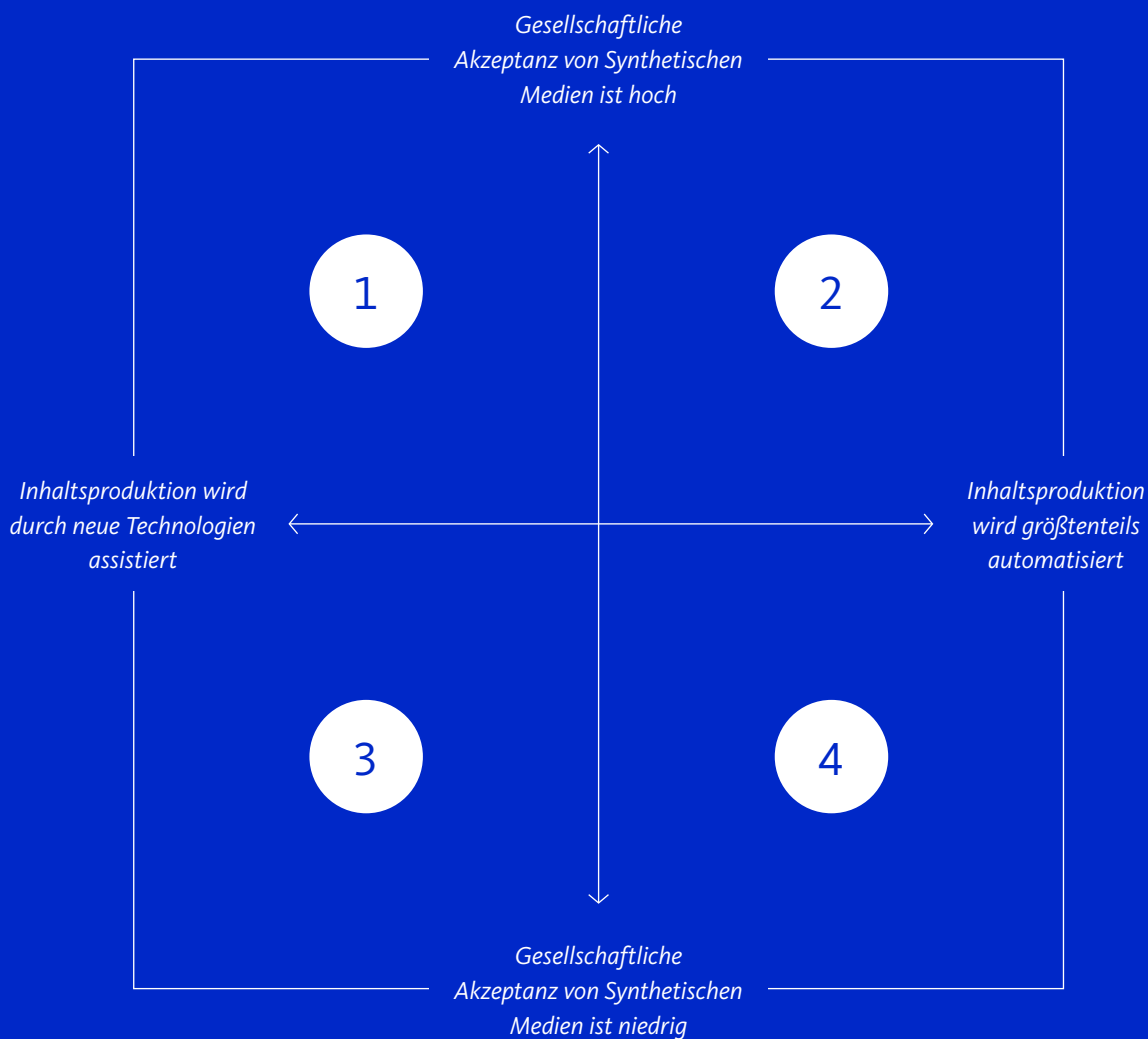 Gesellschaftliche
Akzeptanz von Synthetischen
Medien ist hoch
1
2
Inhaltsproduktion wird
durch neue Technologien
assistiert
Inhaltsproduktion
wird größtenteils
automatisiert
3
4
Gesellschaftliche
Akzeptanz von Synthetischen
Medien ist niedrig